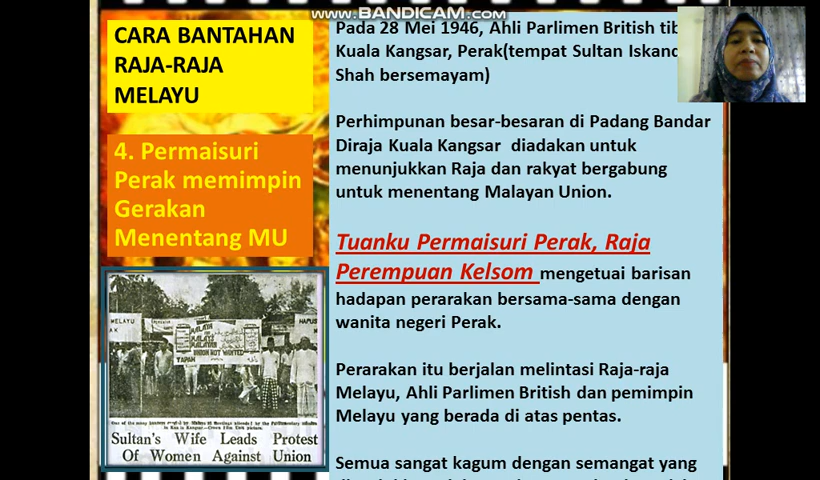 WWW.BANDICAM.COM
CARA BANTAHAN
RAJA-RAJA
MELAYU
4. Permaisuri
Perak memimpin
Gerakan
Menentang MU
MELAYU
AK
MALAYAN
UNION NOT WANTED
HAPUS
Sultan's Wife Leads Protest
Of Women Against Union
Pada 28 Mei 1946, Ahli Parlimen British tib
Kuala Kangsar, Perak(tempat Sultan Iskand
Shah bersemayam)
Perhimpunan besar-besaran di Padang Bandar
Diraja Kuala Kangsar diadakan untuk
menunjukkan Raja dan rakyat bergabung
untuk menentang Malayan Union.
Tuanku Permaisuri Perak, Raja
Perempuan Kelsom mengetuai barisan
hadapan perarakan bersama-sama dengan
wanita negeri Perak.
Perarakan itu berjalan melintasi Raja-raja
Melayu, Ahli Parlimen British dan pemimpin
Melayu yang berada di atas pentas.
Semua sangat kagum dengan semangat yang